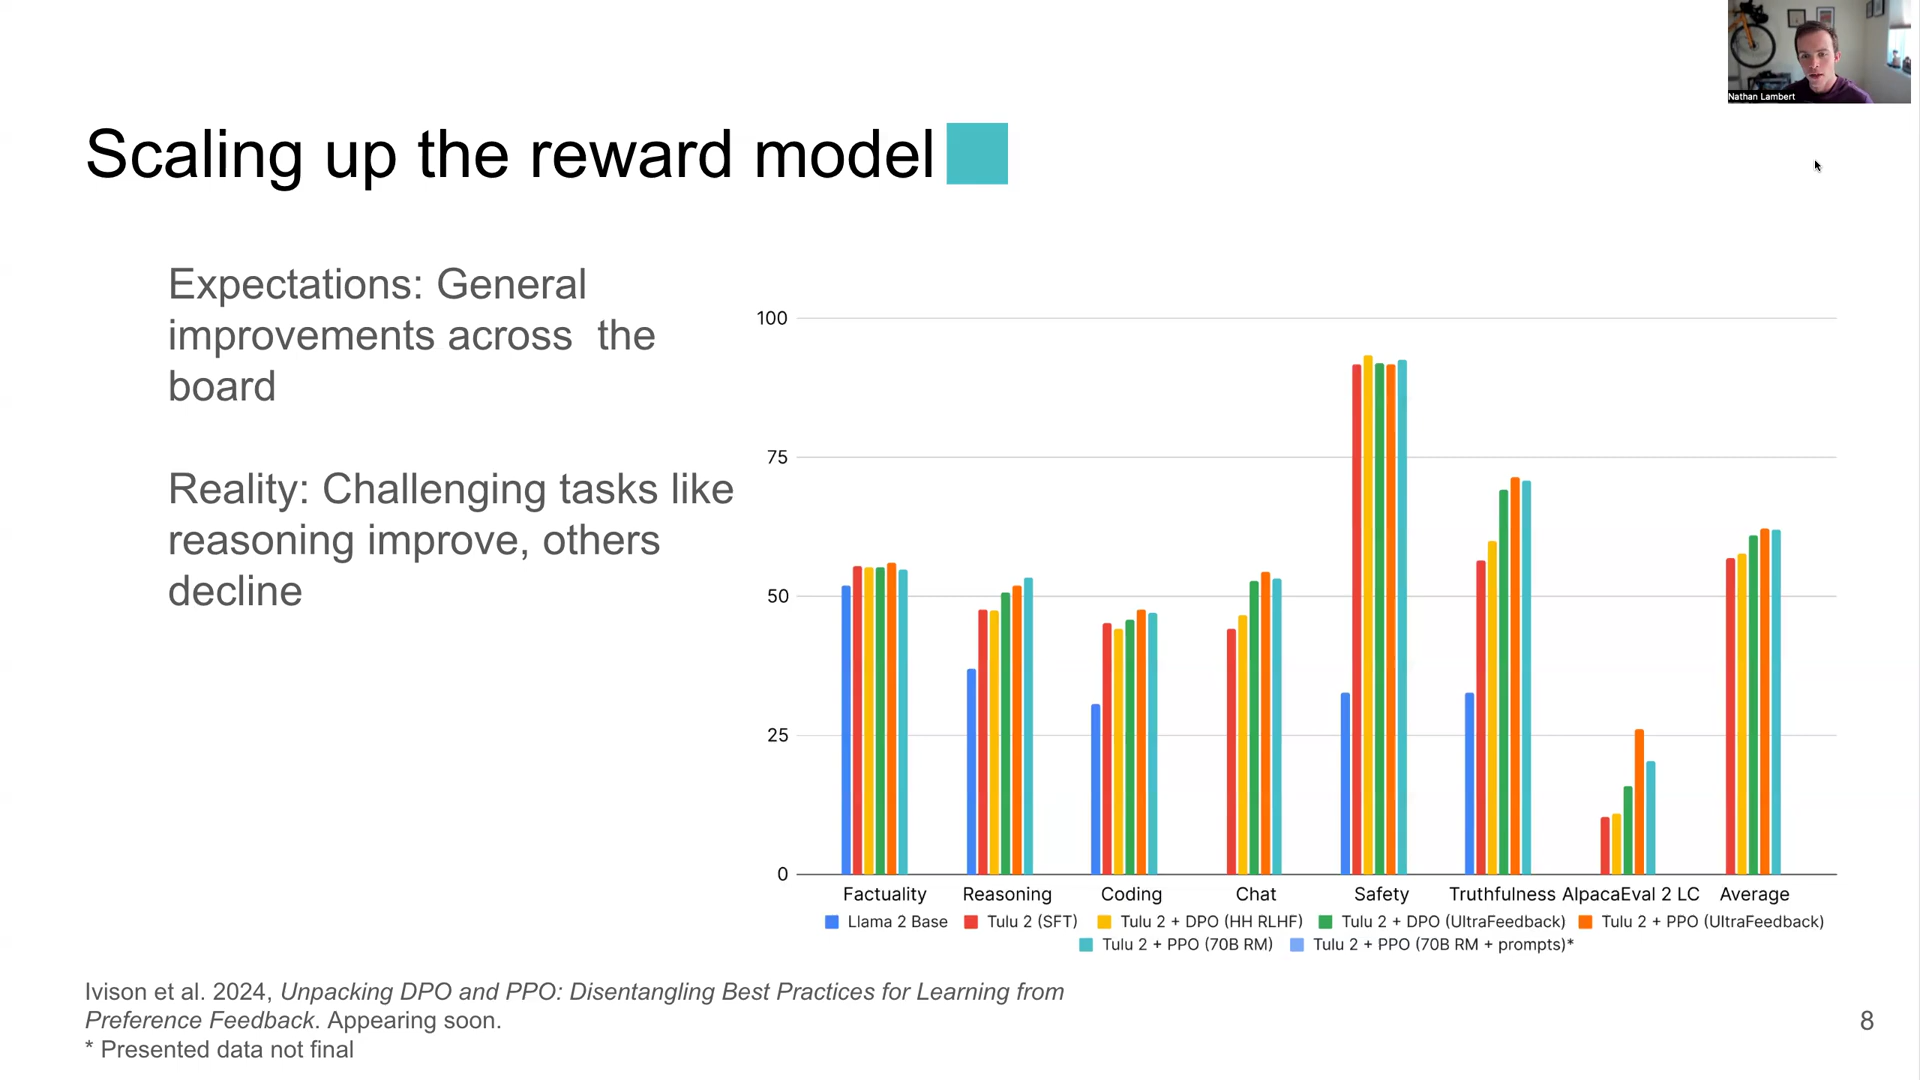 Nathan Lambert
Scaling up the reward model
Expectations: General
improvements across  the
board
Reality: Challenging tasks like
reasoning improve, others
decline
100
75
50
25
0
Factuality Reasoning Coding Chat Safety Truthfulness AlpacaEval 2 LC Average
Llama 2 Base Tulu 2 (SFT) Tulu 2 + DPO (HH RLHF) Tulu 2 + DPO (UltraFeedback) Tulu 2 + PPO (UltraFeedback)
Tulu 2 + PPO (70B RM) Tulu 2 + PPO (70B RM + prompts)*
Ivison et al. 2024, Unpacking DPO and PPO: Disentangling Best Practices for Learning from
Preference Feedback. Appearing soon.
* Presented data not final
8